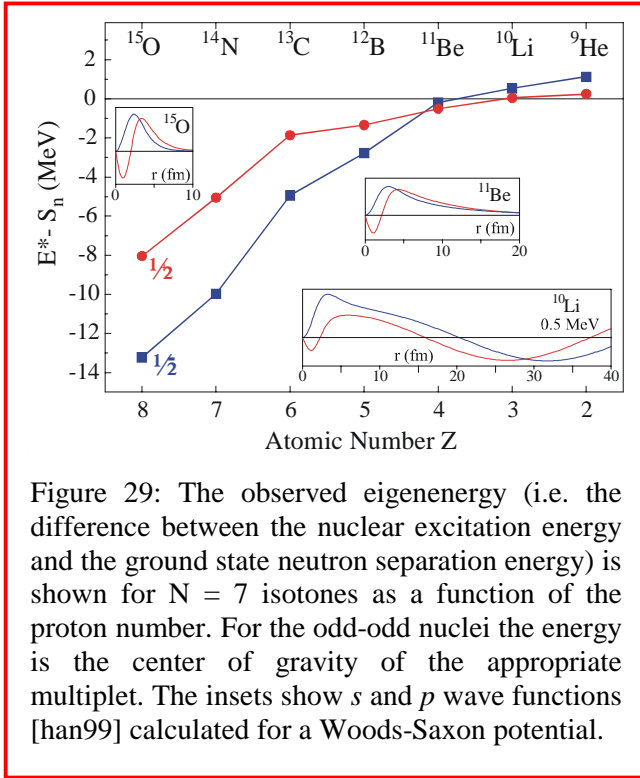 ¹⁵O ¹⁴N ¹³C ¹²B ¹¹Be ¹⁰Li ⁹He
2
0
-2
-4
-6
-8
-10
-12
-14
E*- Sₙ (MeV)
¹⁵O
0 r (fm) 10
¹¹Be
r (fm)
0 10 20
¹⁰Li
0.5 MeV
r (fm)
0 10 20 30 40
½
½
8 7 6 5 4 3 2
Atomic Number Z
Figure 29: The observed eigenenergy (i.e. the
difference between the nuclear excitation energy
and the ground state neutron separation energy) is
shown for N = 7 isotones as a function of the
proton number. For the odd-odd nuclei the energy
is the center of gravity of the appropriate
multiplet. The insets show s and p wave functions
[han99] calculated for a Woods-Saxon potential.